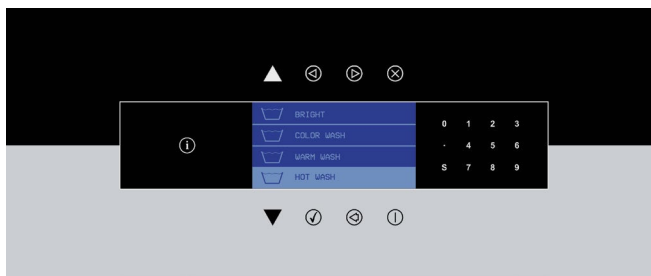 BRIGHT
COLOR WASH
WARM WASH
HOT WASH
0 1 2 3
· 4 5 6
S 7 8 9